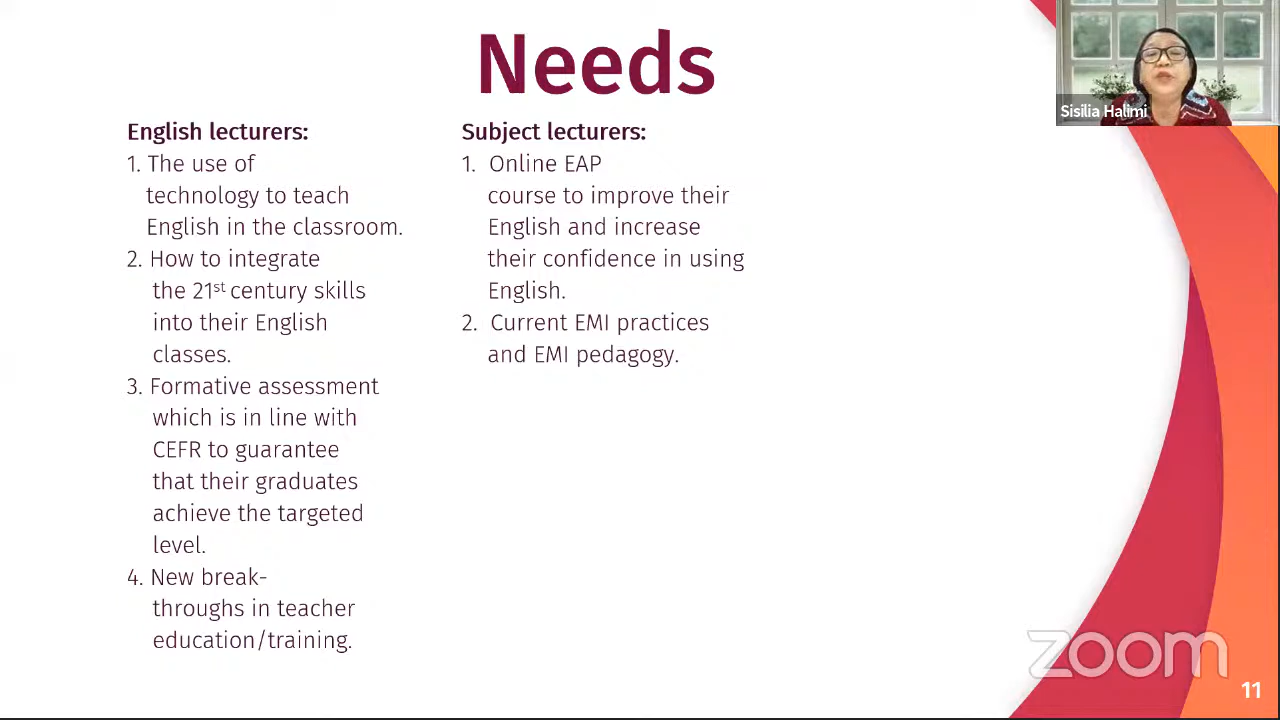 Needs
English lecturers:
1. The use of
technology to teach
English in the classroom.
2. How to integrate
the 21st century skills
into their English
classes.
3. Formative assessment
which is in line with
CEFR to guarantee
that their graduates
achieve the targeted
level.
4. New break-
throughs in teacher
education/training.
Subject lecturers:
1. Online EAP
course to improve their
English and increase
their confidence in using
English.
2. Current EMI practices
and EMI pedagogy.
Sisilia Halimi
zoom
11